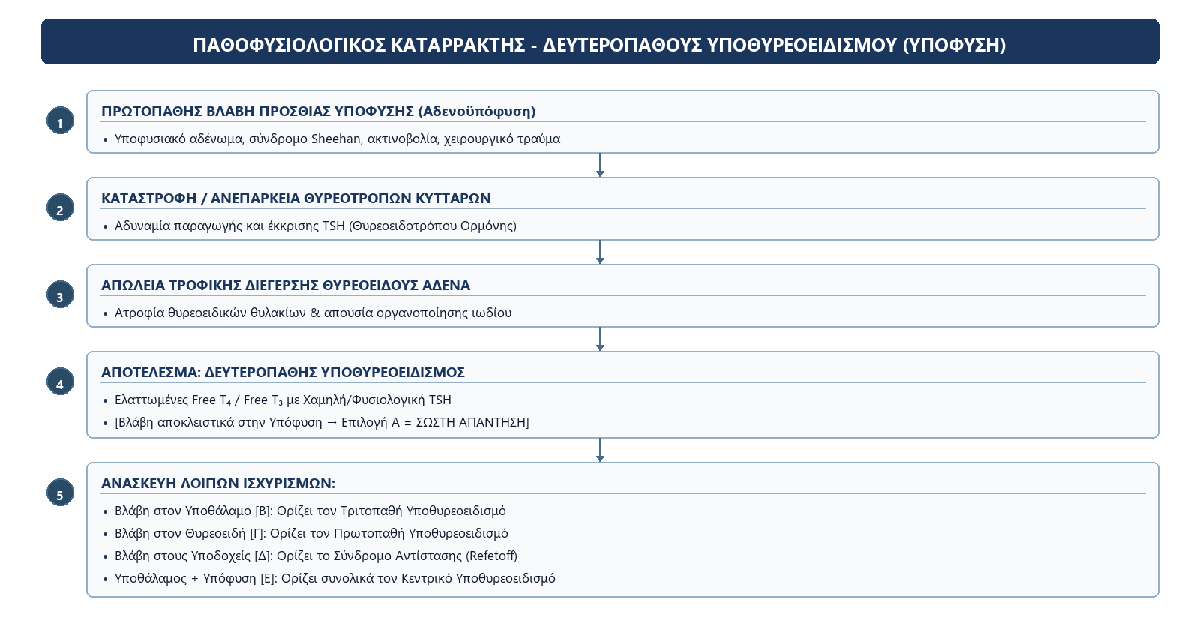 ΠΑΘΟΦΥΣΙΟΛΟΓΙΚΟΣ ΚΑΤΑΡΡΑΚΤΗΣ - ΔΕΥΤΕΡΟΠΑΘΟΥΣ ΥΠΟΘΥΡΕΟΕΙΔΙΣΜΟΥ (ΥΠΟΦΥΣΗ)
1
ΠΡΩΤΟΠΑΘΗΣ ΒΛΑΒΗ ΠΡΟΣΘΙΑΣ ΥΠΟΦΥΣΗΣ (Αδενοϋπόφυση)
• Υποφυσιακό αδένωμα, σύνδρομο Sheehan, ακτινοβολία, χειρουργικό τραύμα
2
ΚΑΤΑΣΤΡΟΦΗ / ΑΝΕΠΑΡΚΕΙΑ ΘΥΡΕΟΤΡΟΠΩΝ ΚΥΤΤΑΡΩΝ
• Αδυναμία παραγωγής και έκκρισης TSH (Θυρεοειδοτρόπου Ορμόνης)
3
ΑΠΩΛΕΙΑ ΤΡΟΦΙΚΗΣ ΔΙΕΓΕΡΣΗΣ ΘΥΡΕΟΕΙΔΟΥΣ ΑΔΕΝΑ
• Ατροφία θυρεοειδικών θυλακίων & απουσία οργανοποίησης ιωδίου
4
ΑΠΟΤΕΛΕΣΜΑ: ΔΕΥΤΕΡΟΠΑΘΗΣ ΥΠΟΘΥΡΕΟΕΙΔΙΣΜΟΣ
• Ελαττωμένες Free T₄ / Free T₃ με Χαμηλή/Φυσιολογική TSH
• [Βλάβη αποκλειστικά στην Υπόφυση → Επιλογή Α = ΣΩΣΤΗ ΑΠΑΝΤΗΣΗ]
5
ΑΝΑΣΚΕΥΗ ΛΟΙΠΩΝ ΙΣΧΥΡΙΣΜΩΝ:
• Βλάβη στον Υποθάλαμο [Β]: Ορίζει τον Τριτοπαθή Υποθυρεοειδισμό
• Βλάβη στον Θυρεοειδή [Γ]: Ορίζει τον Πρωτοπαθή Υποθυρεοειδισμό
• Βλάβη στους Υποδοχείς [Δ]: Ορίζει το Σύνδρομο Αντίστασης (Refetoff)
• Υποθάλαμος + Υπόφυση [Ε]: Ορίζει συνολικά τον Κεντρικό Υποθυρεοειδισμό